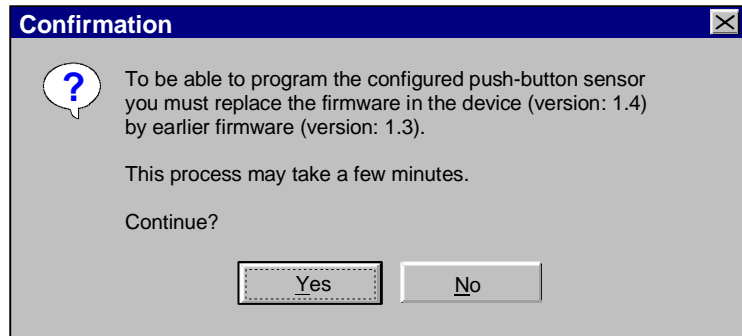 Confirmation
?
To be able to program the configured push-button sensor
you must replace the firmware in the device (version: 1.4)
by earlier firmware (version: 1.3).
This process may take a few minutes.
Continue?
Yes No